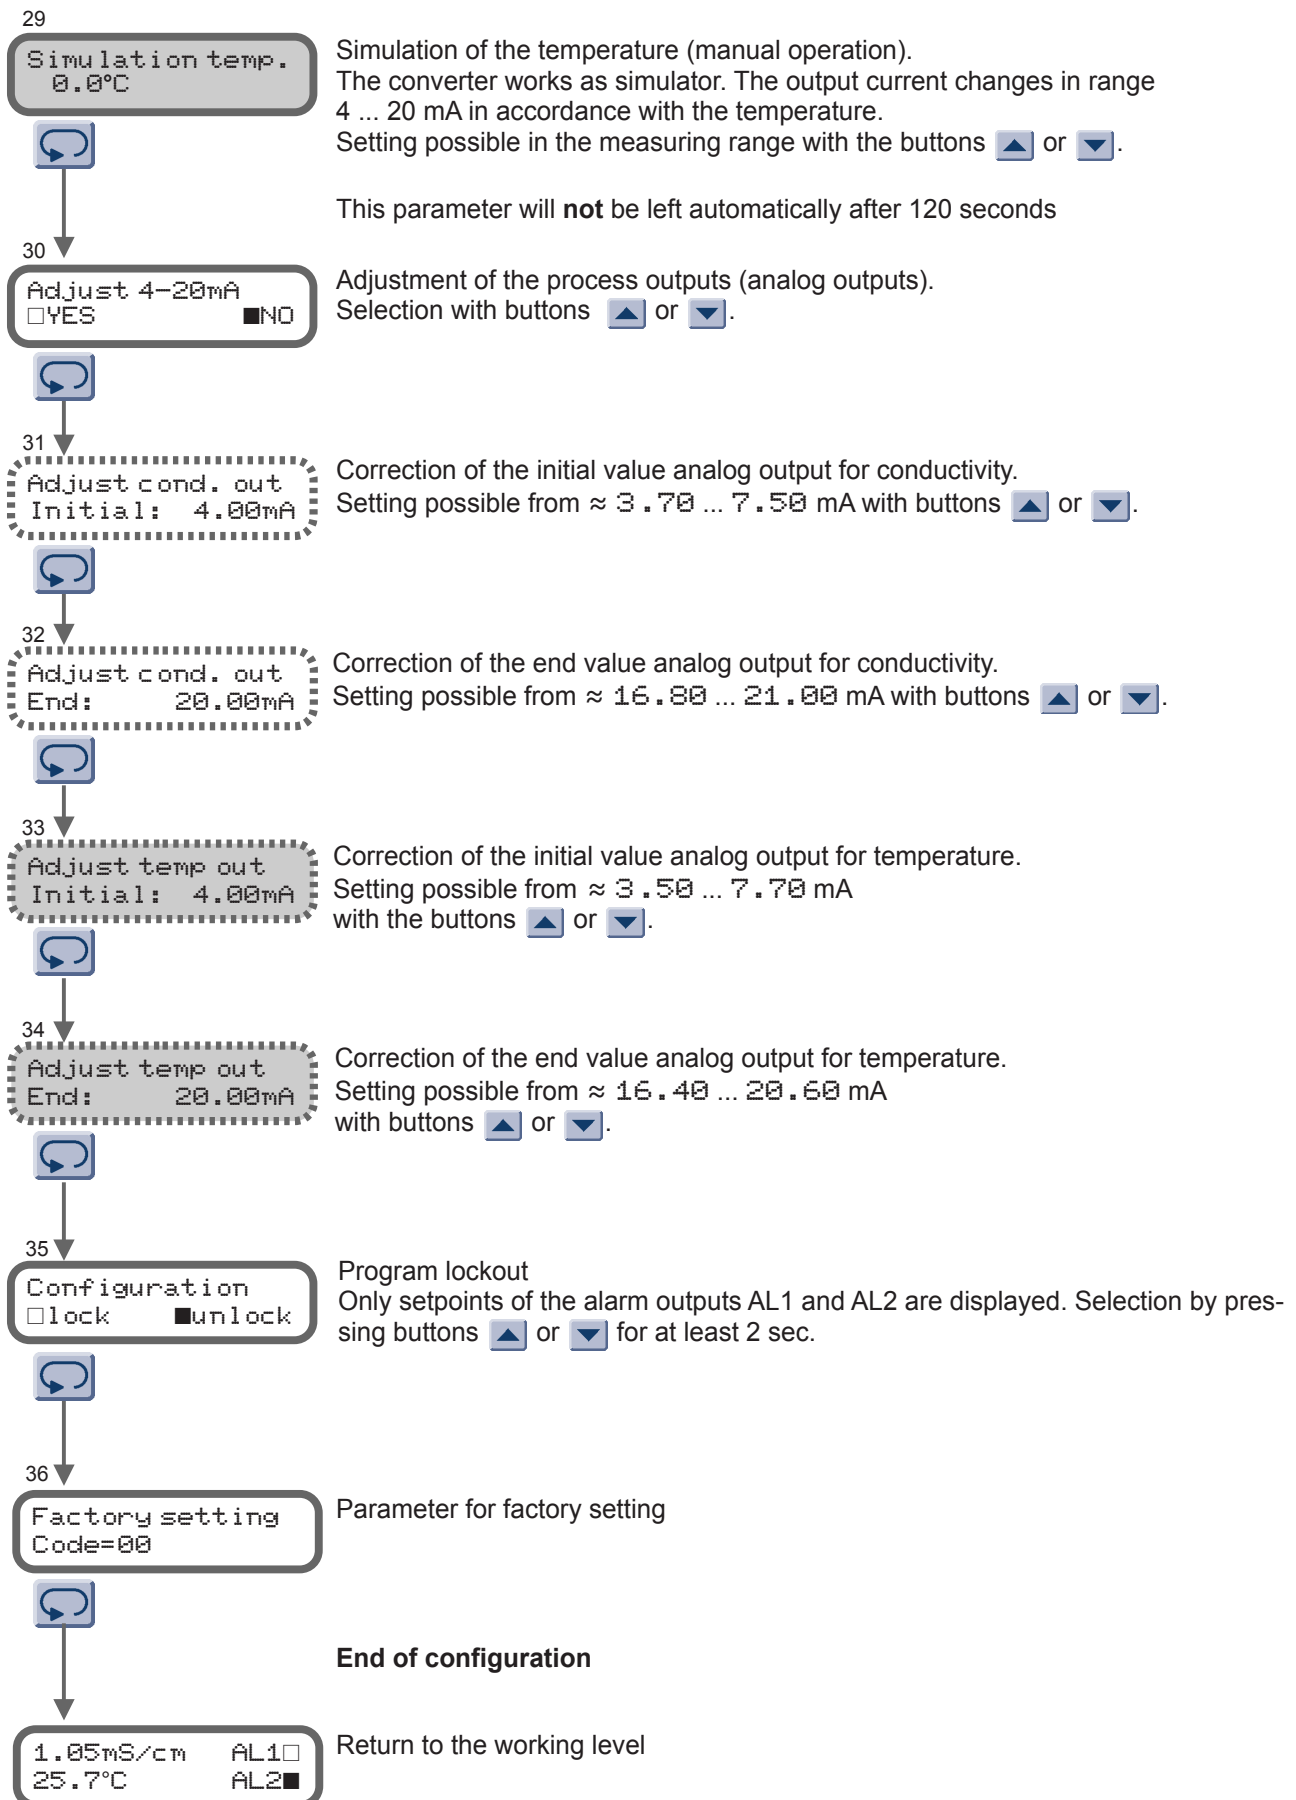 29
Simulation temp.
0.0°C
Simulation of the temperature (manual operation).
The converter works as simulator. The output current changes in range
4 ... 20 mA in accordance with the temperature.
Setting possible in the measuring range with the buttons or .
This parameter will not be left automatically after 120 seconds
30
Adjust 4-20mA
□YES ■NO
Adjustment of the process outputs (analog outputs).
Selection with buttons or .
31
Adjust cond. out
Initial: 4.00mA
Correction of the initial value analog output for conductivity.
Setting possible from ≈ 3.70 ... 7.50 mA with buttons or .
32
Adjust cond. out
End: 20.00mA
Correction of the end value analog output for conductivity.
Setting possible from ≈ 16.80 ... 21.00 mA with buttons or .
33
Adjust temp out
Initial: 4.00mA
Correction of the initial value analog output for temperature.
Setting possible from ≈ 3.50 ... 7.70 mA
with the buttons or .
34
Adjust temp out
End: 20.00mA
Correction of the end value analog output for temperature.
Setting possible from ≈ 16.40 ... 20.60 mA
with buttons or .
35
Configuration
□lock ■unlock
Program lockout
Only setpoints of the alarm outputs AL1 and AL2 are displayed. Selection by pres-
sing buttons or for at least 2 sec.
36
Factory setting
Code=00
Parameter for factory setting
End of configuration
1.05mS/cm AL1□
25.7°C AL2■
Return to the working level